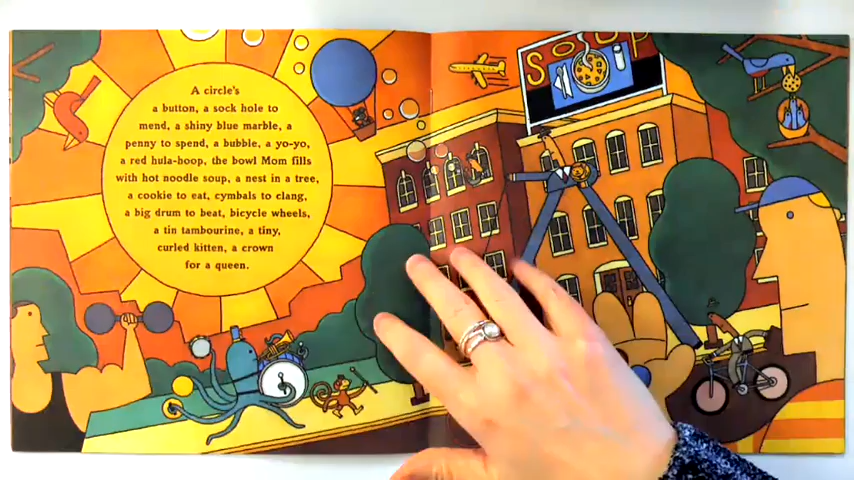 A circle's
a button, a sock hole to
mend, a shiny blue marble, a
penny to spend, a bubble, a yo-yo,
a red hula-hoop, the bowl Mom fills
with hot noodle soup, a nest in a tree,
a cookie to eat, cymbals to clang,
a big drum to beat, bicycle wheels,
a tin tambourine, a tiny,
curled kitten, a crown
for a queen.
SOUP